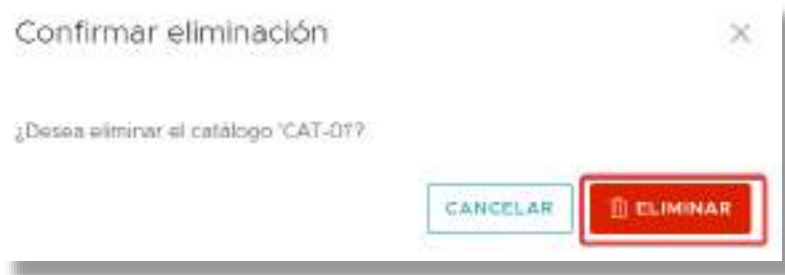 Confirmar eliminación
¿Desea eliminar el catálogo 'CAT-01'?
CANCELAR
ELIMINAR